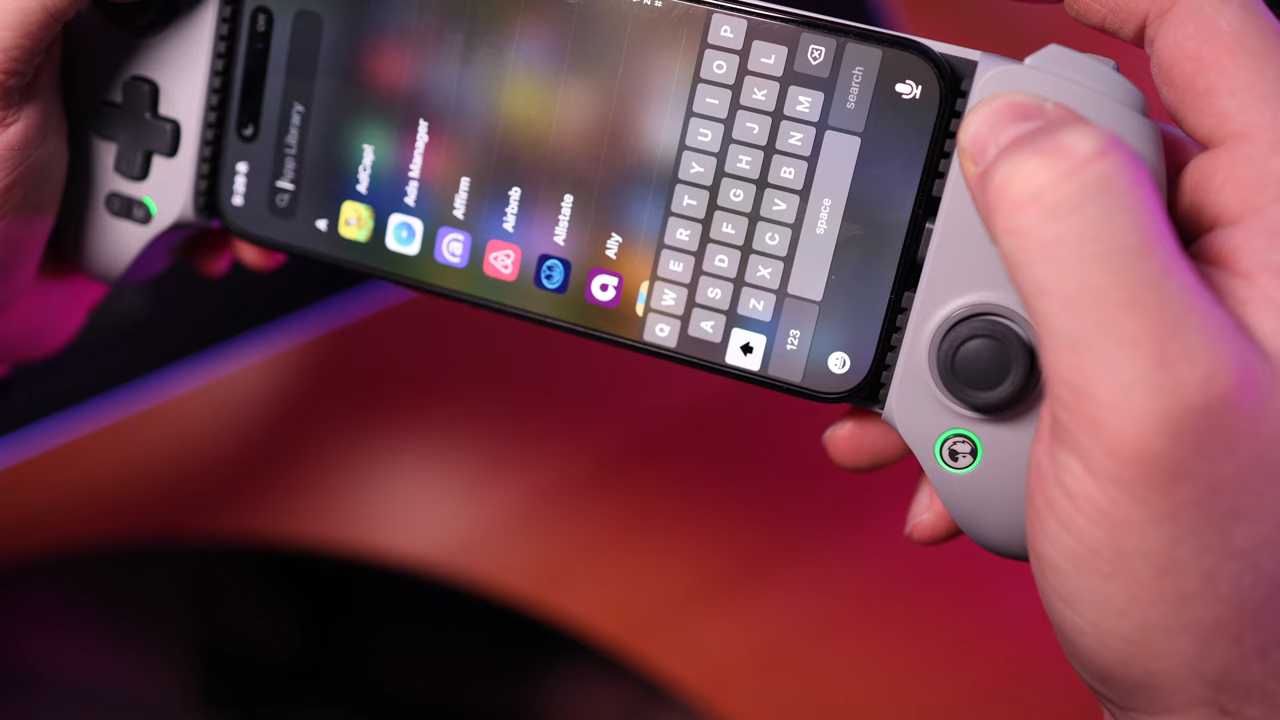 App Library
A
AdCap!
Ads Manager
Affirm
Airbnb
Allstate
Ally
Q W E R T Y U I O P
A S D F G H J K L
Z X C V B N M
123 space search